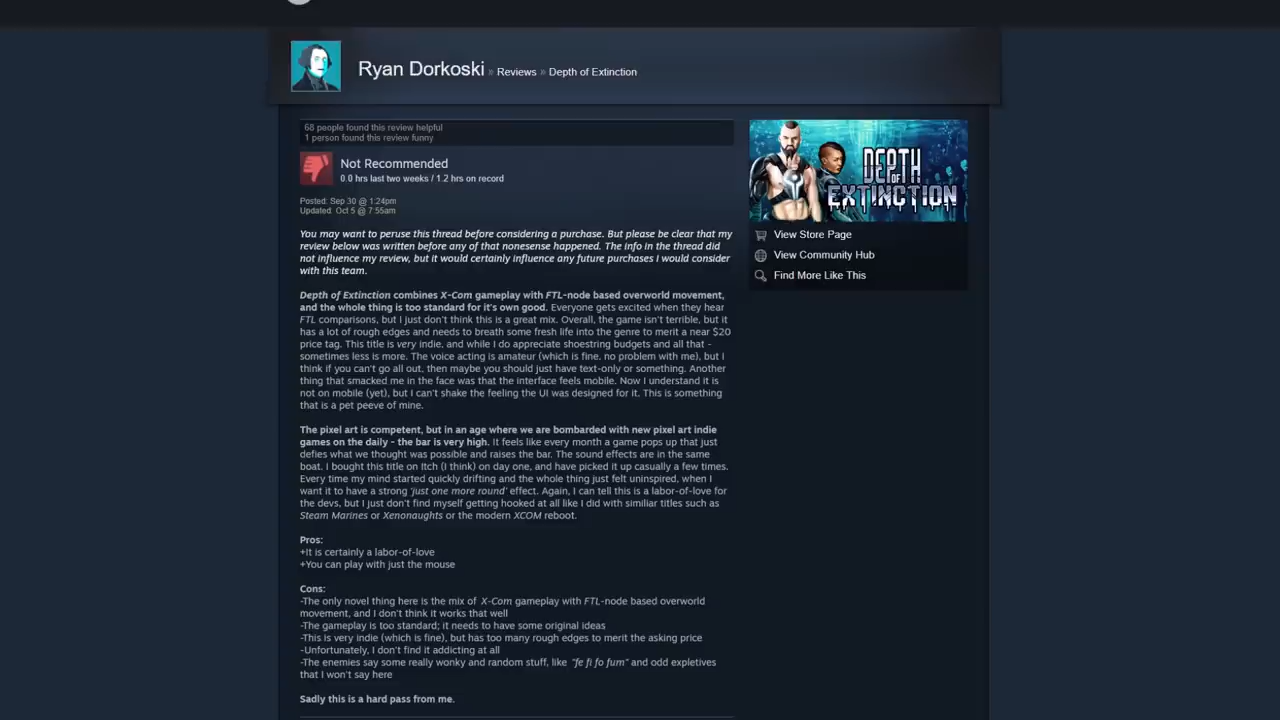 Ryan Dorkoski » Reviews » Depth of Extinction
68 people found this review helpful
1 person found this review funny
Not Recommended
0.0 hrs last two weeks / 1.2 hrs on record
Posted: Sep 30 @ 1:24pm
Updated: Oct 5 @ 7:55am
You may want to peruse this thread before considering a purchase. But please be clear that my
review below was written before any of that nonesense happened. The info in the thread did
not influence my review, but it would certainly influence any future purchases I would consider
with this team.
Depth of Extinction combines X-Com gameplay with FTL-node based overworld movement,
and the whole thing is too standard for it's own good. Everyone gets excited when they hear
FTL comparisons, but I just don't think this is a great mix. Overall, the game isn't terrible, but it
has a lot of rough edges and needs to breath some fresh life into the genre to merit a near $20
price tag. This title is very indie, and while I do appreciate shoestring budgets and all that -
sometimes less is more. The voice acting is amateur (which is fine. no problem with me), but I
think if you can't go all out, then maybe you should just have text-only or something. Another
thing that smacked me in the face was that the interface feels mobile. Now I understand it is
not on mobile (yet), but I can't shake the feeling the UI was designed for it. This is something
that is a pet peeve of mine.
The pixel art is competent, but in an age where we are bombarded with new pixel art indie
games on the daily - the bar is very high. It feels like every month a game pops up that just
defies what we thought was possible and raises the bar. The sound effects are in the same
boat. I bought this title on Itch (I think) on day one, and have picked it up casually a few times.
Every time my mind started quickly drifting and the whole thing just felt uninspired, when I
want it to have a strong 'just one more round' effect. Again, I can tell this is a labor-of-love for
the devs, but I just don't find myself getting hooked at all like I did with similiar titles such as
Steam Marines or Xenonaughts or the modern XCOM reboot.
Pros:
+It is certainly a labor-of-love
+You can play with just the mouse
Cons:
-The only novel thing here is the mix of X-Com gameplay with FTL-node based overworld
movement, and I don't think it works that well
-The gameplay is too standard; it needs to have some original ideas
-This is very indie (which is fine), but has too many rough edges to merit the asking price
-Unfortunately, I don't find it addicting at all
-The enemies say some really wonky and random stuff, like "fe fi fo fum" and odd expletives
that I won't say here
Sadly this is a hard pass from me.
DEPTH
OF
EXTINCTION
View Store Page
View Community Hub
Find More Like This